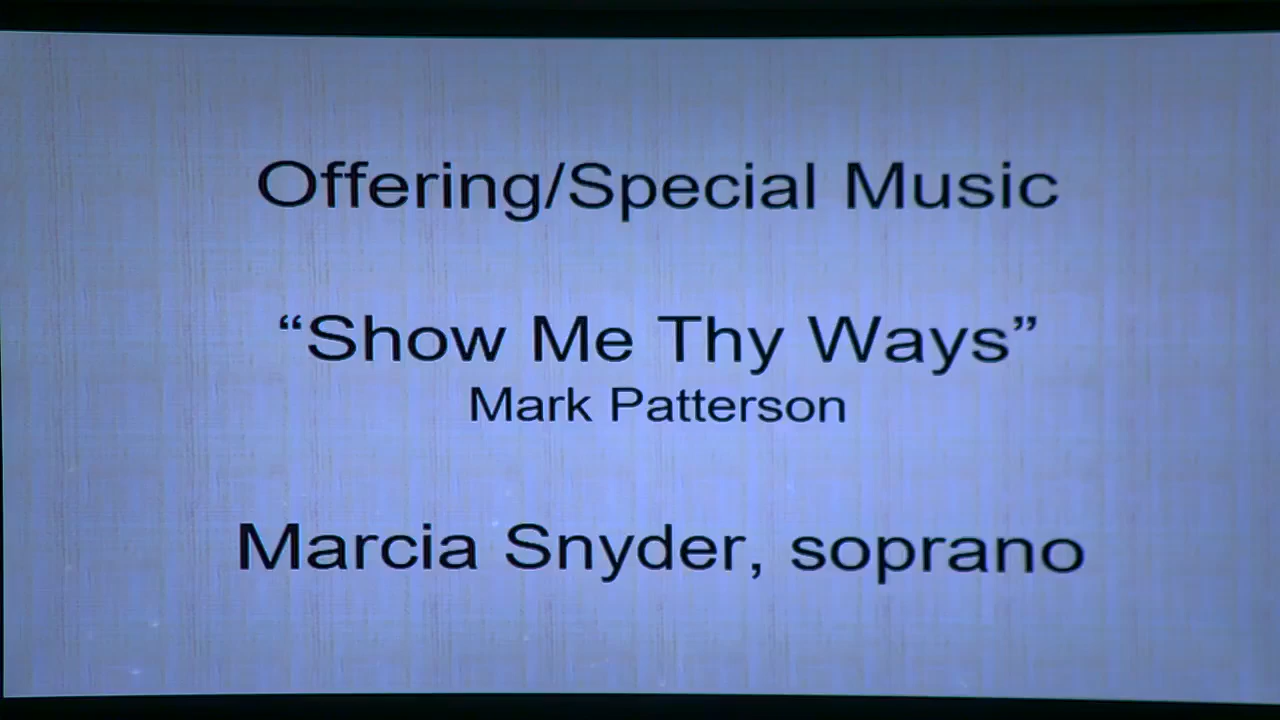 Offering/Special Music
“Show Me Thy Ways”
Mark Patterson
Marcia Snyder, soprano